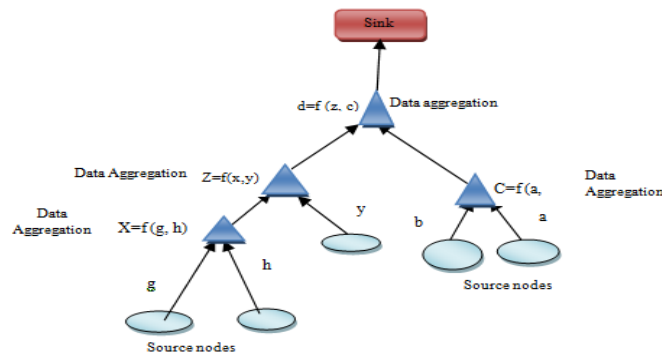 Sink
d=f (z, c)
Data aggregation
Data Aggregation
Z=f(x,y)
Data
Aggregation
C=f(a,
Data
Aggregation
X=f(g, h)
y
b
a
g
h
Source nodes
Source nodes